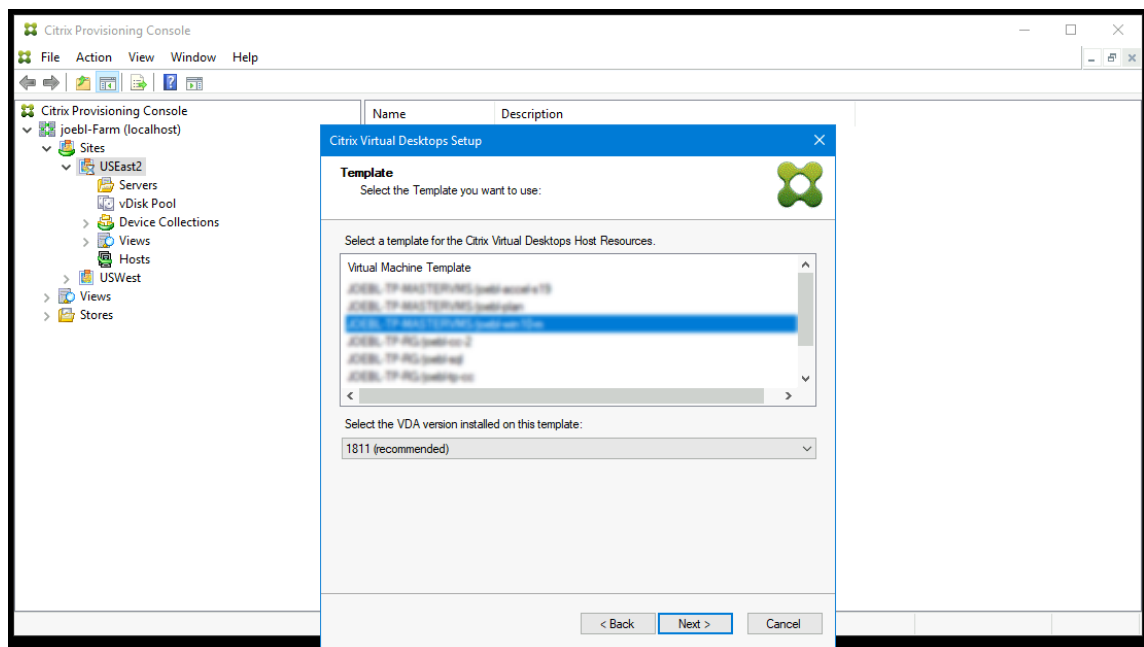 Citrix Provisioning Console
File Action View Window Help
Citrix Provisioning Console
joebl-Farm (localhost)
Sites
USEast2
Servers
vDisk Pool
Device Collections
Views
Hosts
USWest
Views
Stores
Name Description
Citrix Virtual Desktops Setup
Template
Select the Template you want to use:
Select a template for the Citrix Virtual Desktops Host Resources.
Virtual Machine Template
Select the VDA version installed on this template:
1811 (recommended)
< Back Next > Cancel